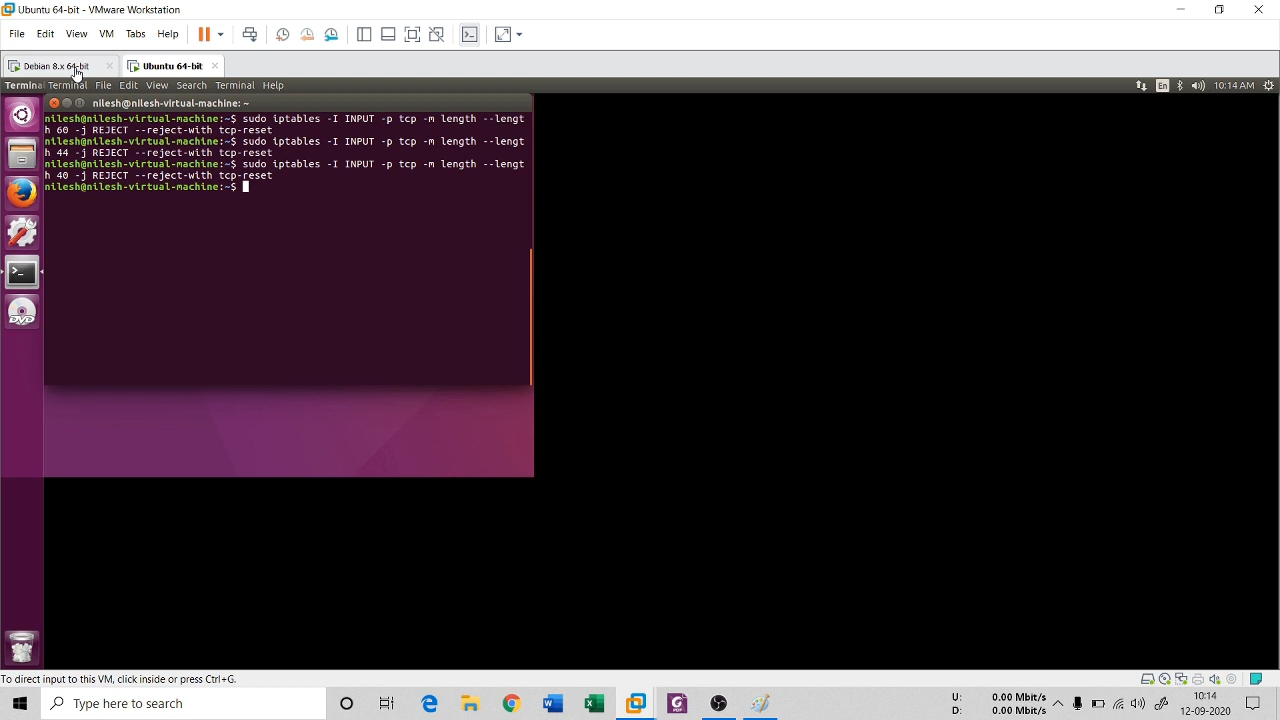 Ubuntu 64-bit - VMware Workstation
File Edit View VM Tabs Help
Debian 8.x 64-bit Ubuntu 64-bit
Terminal Terminal File Edit View Search Terminal Help En 10:14 AM
nilesh@nilesh-virtual-machine: ~
nilesh@nilesh-virtual-machine:~$ sudo iptables -I INPUT -p tcp -m length --lengt
h 60 -j REJECT --reject-with tcp-reset
nilesh@nilesh-virtual-machine:~$ sudo iptables -I INPUT -p tcp -m length --lengt
h 44 -j REJECT --reject-with tcp-reset
nilesh@nilesh-virtual-machine:~$ sudo iptables -I INPUT -p tcp -m length --lengt
h 40 -j REJECT --reject-with tcp-reset
nilesh@nilesh-virtual-machine:~$
DVD
To direct input to this VM, click inside or press Ctrl+G.
Type here to search
U: 0.00 Mbit/s
D: 0.00 Mbit/s
10:14
12-09-2020